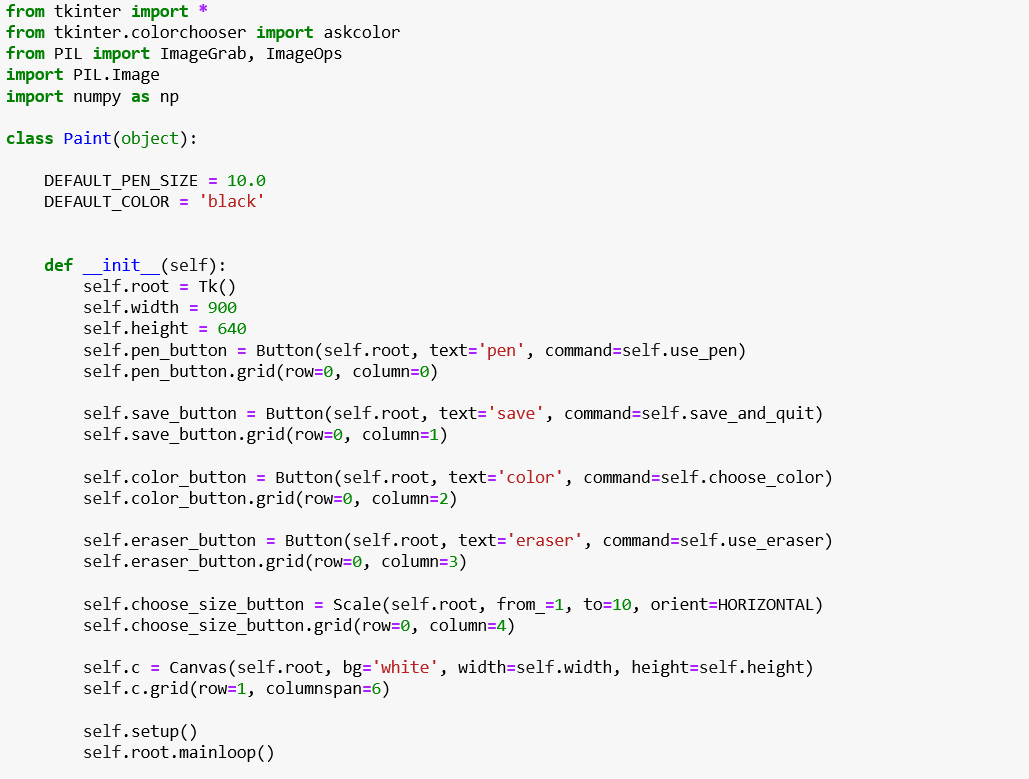 from tkinter import *
from tkinter.colorchooser import askcolor
from PIL import ImageGrab, ImageOps
import PIL.Image
import numpy as np

class Paint(object):

    DEFAULT_PEN_SIZE = 10.0
    DEFAULT_COLOR = 'black'


    def __init__(self):
        self.root = Tk()
        self.width = 900
        self.height = 640
        self.pen_button = Button(self.root, text='pen', command=self.use_pen)
        self.pen_button.grid(row=0, column=0)

        self.save_button = Button(self.root, text='save', command=self.save_and_quit)
        self.save_button.grid(row=0, column=1)

        self.color_button = Button(self.root, text='color', command=self.choose_color)
        self.color_button.grid(row=0, column=2)

        self.eraser_button = Button(self.root, text='eraser', command=self.use_eraser)
        self.eraser_button.grid(row=0, column=3)

        self.choose_size_button = Scale(self.root, from_=1, to=10, orient=HORIZONTAL)
        self.choose_size_button.grid(row=0, column=4)

        self.c = Canvas(self.root, bg='white', width=self.width, height=self.height)
        self.c.grid(row=1, columnspan=6)

        self.setup()
        self.root.mainloop()